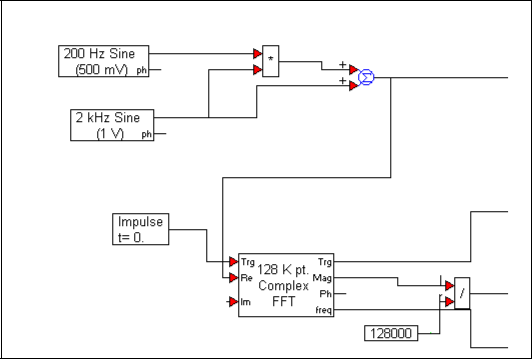 200 Hz Sine
(500 mV) ph
*
+
+
Σ
2 kHz Sine
(1 V) ph
Impulse
t= 0.
Trg 128 K pt. Trg
Re Complex Mag
Im FFT Ph
freq
/
128000